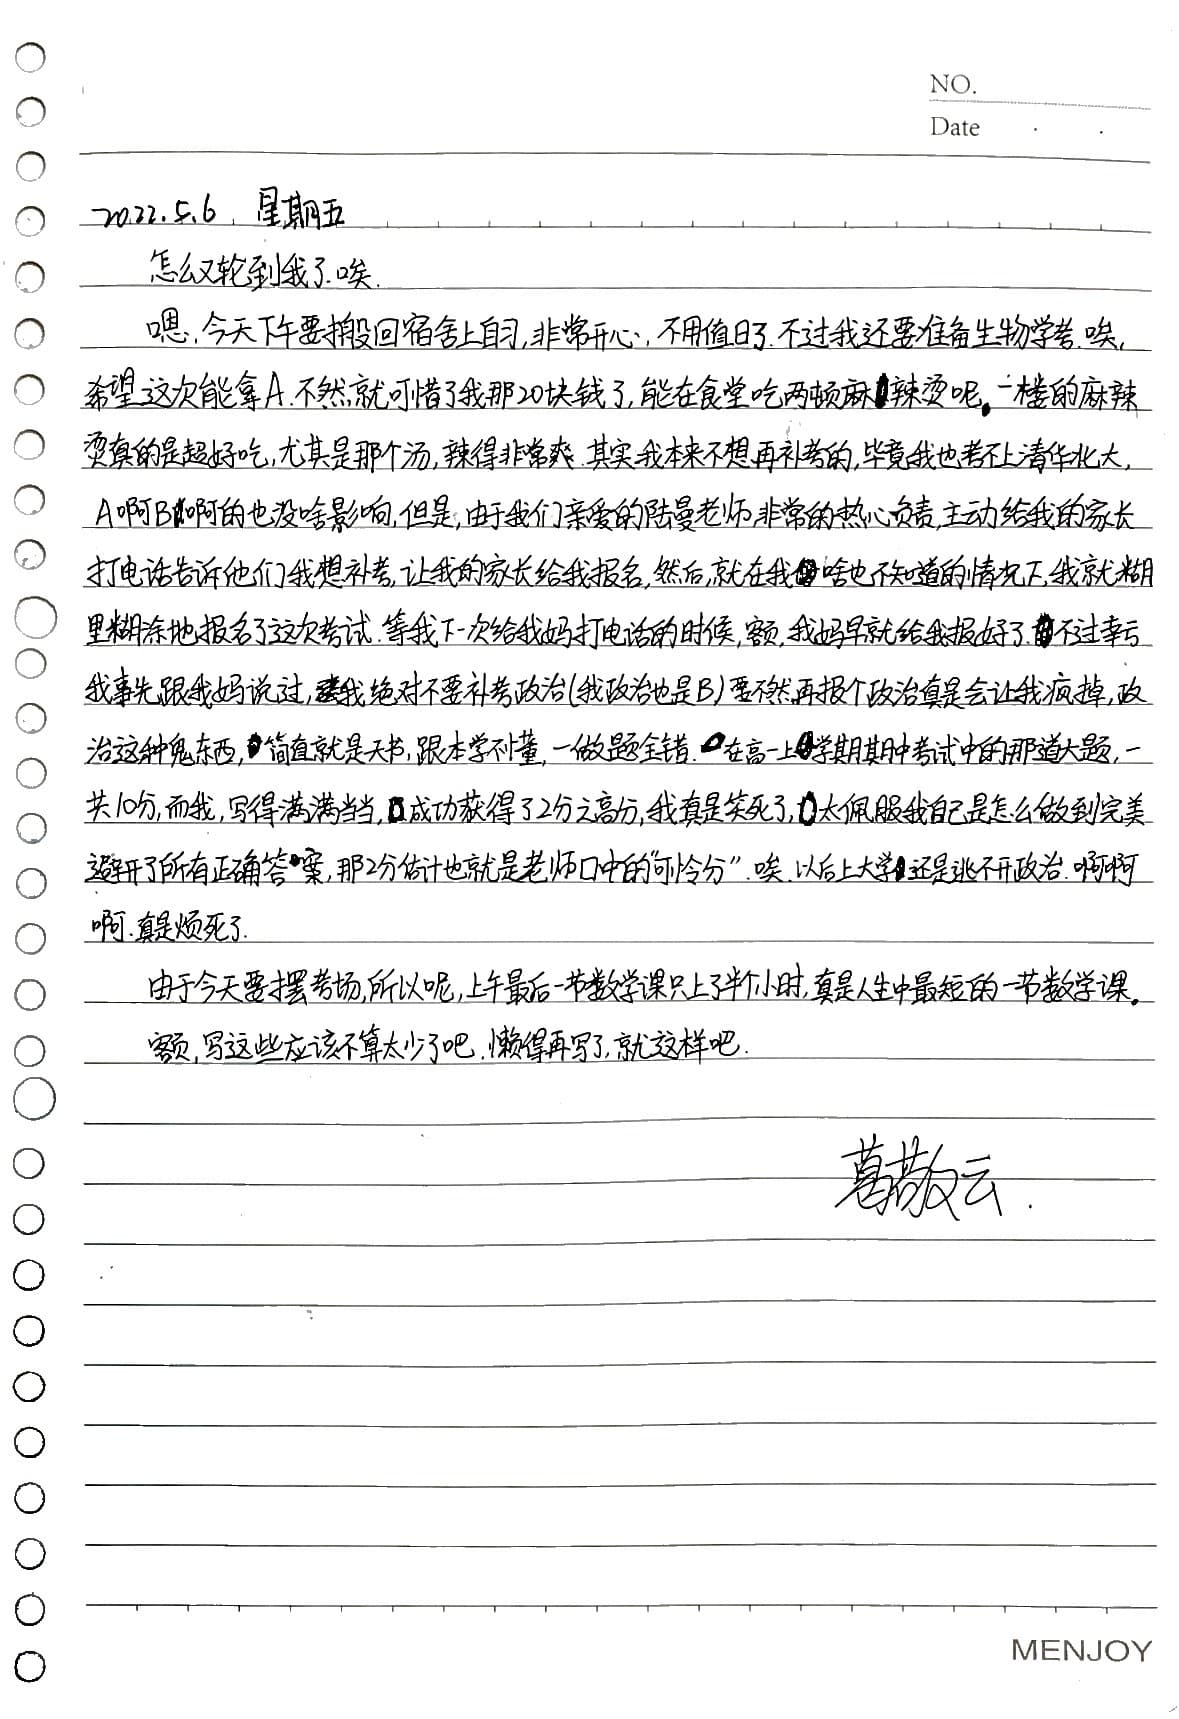 NO.
Date
2022.5.6 星期五
怎么又轮到我了.唉.
嗯,今天下午要搬回宿舍上自习,非常开心,不用值日了.不过我还要准备生物学考.唉,
希望这次能拿A.不然就可惜了我那20块钱了,能在食堂吃两顿麻辣烫呢。一楼的麻辣
烫真的是超好吃,尤其是那个汤,辣得非常爽.其实我本来不想再补考的,毕竟我也考不上清华北大,
A啊B啊的也没啥影响,但是,由于我们亲爱的陆曼老师,非常的热心负责,主动给我的家长
打电话告诉他们我想补考,让我的家长给我报名,然后,就在我啥也不知道的情况下,我就糊
里糊涂地报名了这次考试.等我下一次给我妈打电话的时候,额,我妈早就给我报好了.不过幸亏
我事先跟我妈说过,我绝对不要补考政治(我政治也是B)要不然再报个政治真是会让我疯掉,政
治这种鬼东西,简直就是天书,跟本学不懂,一做题全错.在高一上学期期中考试中的那道大题,一
共10分,而我,写得满满当当,成功获得了2分之高分,我真是笑死了,太佩服我自己是怎么做到完美
避开了所有正确答案,那2分估计也就是老师口中的“可怜分”.唉.以后上大学还是逃不开政治.啊啊
啊.真是烦死了.
由于今天要摆考场,所以呢,上午最后一节数学课只上了半个小时,真是人生中最短的一节数学课。
额,写这些应该不算太少了吧.懒得再写了,就这样吧.
葛敬云.
MENJOY